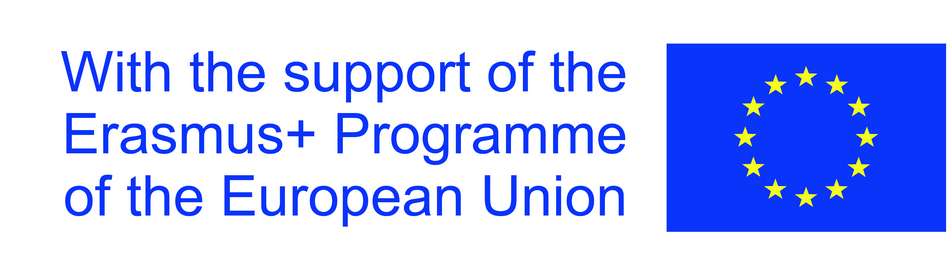 With the support of the
Erasmus+ Programme
of the European Union